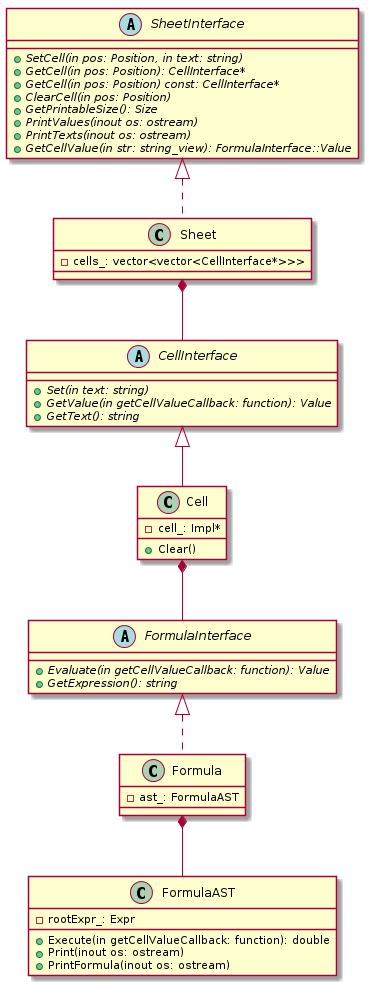 A SheetInterface
SetCell(in pos: Position, in text: string)
GetCell(in pos: Position): CellInterface*
GetCell(in pos: Position) const: CellInterface*
ClearCell(in pos: Position)
GetPrintableSize(): Size
PrintValues(inout os: ostream)
PrintTexts(inout os: ostream)
GetCellValue(in str: string_view): FormulaInterface::Value
C Sheet
cells_: vector<vector<CellInterface*>>>
A CellInterface
Set(in text: string)
GetValue(in getCellValueCallback: function): Value
GetText(): string
C Cell
cell_: Impl*
Clear()
A FormulaInterface
Evaluate(in getCellValueCallback: function): Value
GetExpression(): string
C Formula
ast_: FormulaAST
C FormulaAST
rootExpr_: Expr
Execute(in getCellValueCallback: function): double
Print(inout os: ostream)
PrintFormula(inout os: ostream)